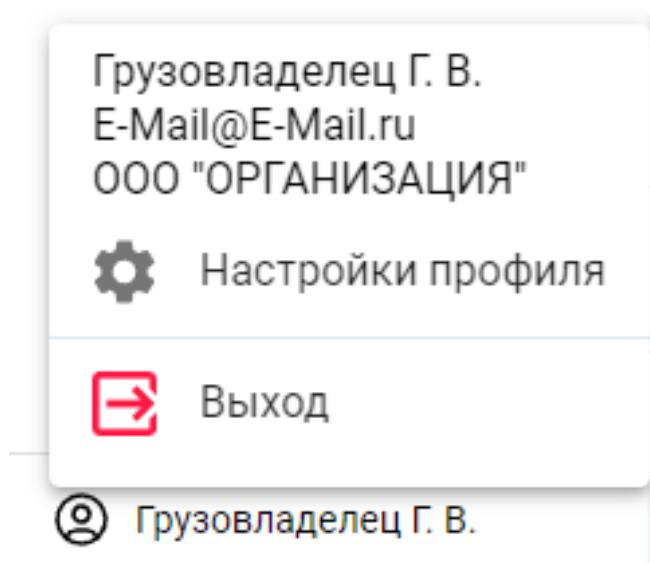 Грузовладелец Г. В.
E-Mail@E-Mail.ru
ООО "ОРГАНИЗАЦИЯ"
Настройки профиля
Выход
Грузовладелец Г. В.